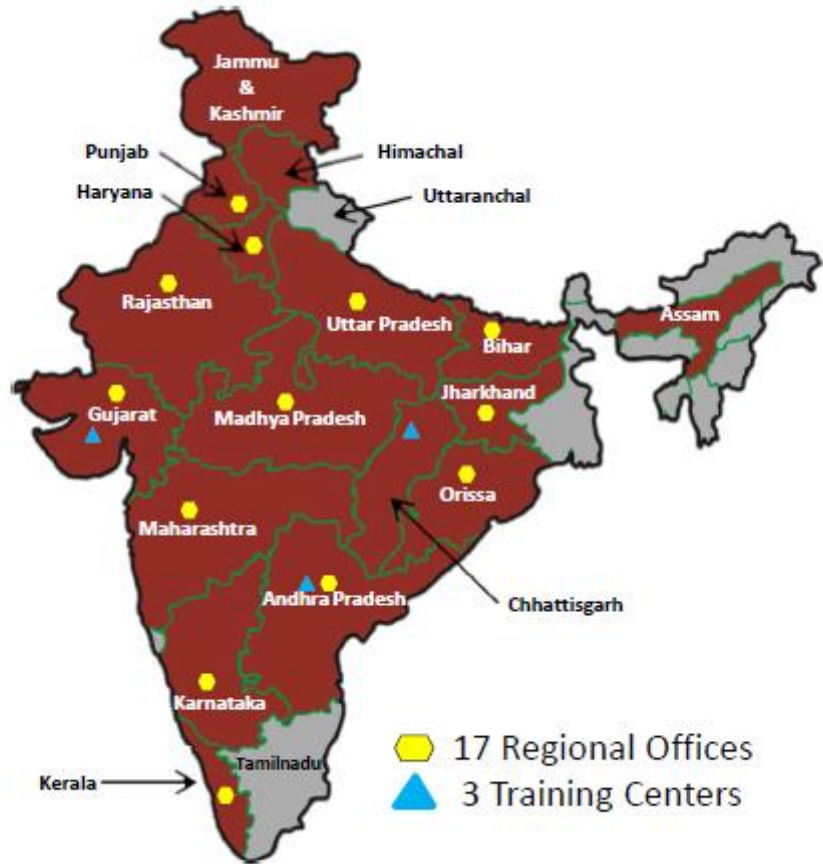 Jammu
&
Kashmir
Punjab
Himachal
Haryana
Uttaranchal
Rajasthan
Uttar Pradesh
Assam
Bihar
Jharkhand
Gujarat
Madhya Pradesh
Orissa
Maharashtra
Andhra Pradesh
Chhattisgarh
Karnataka
17 Regional Offices
Tamilnadu
Kerala
3 Training Centers